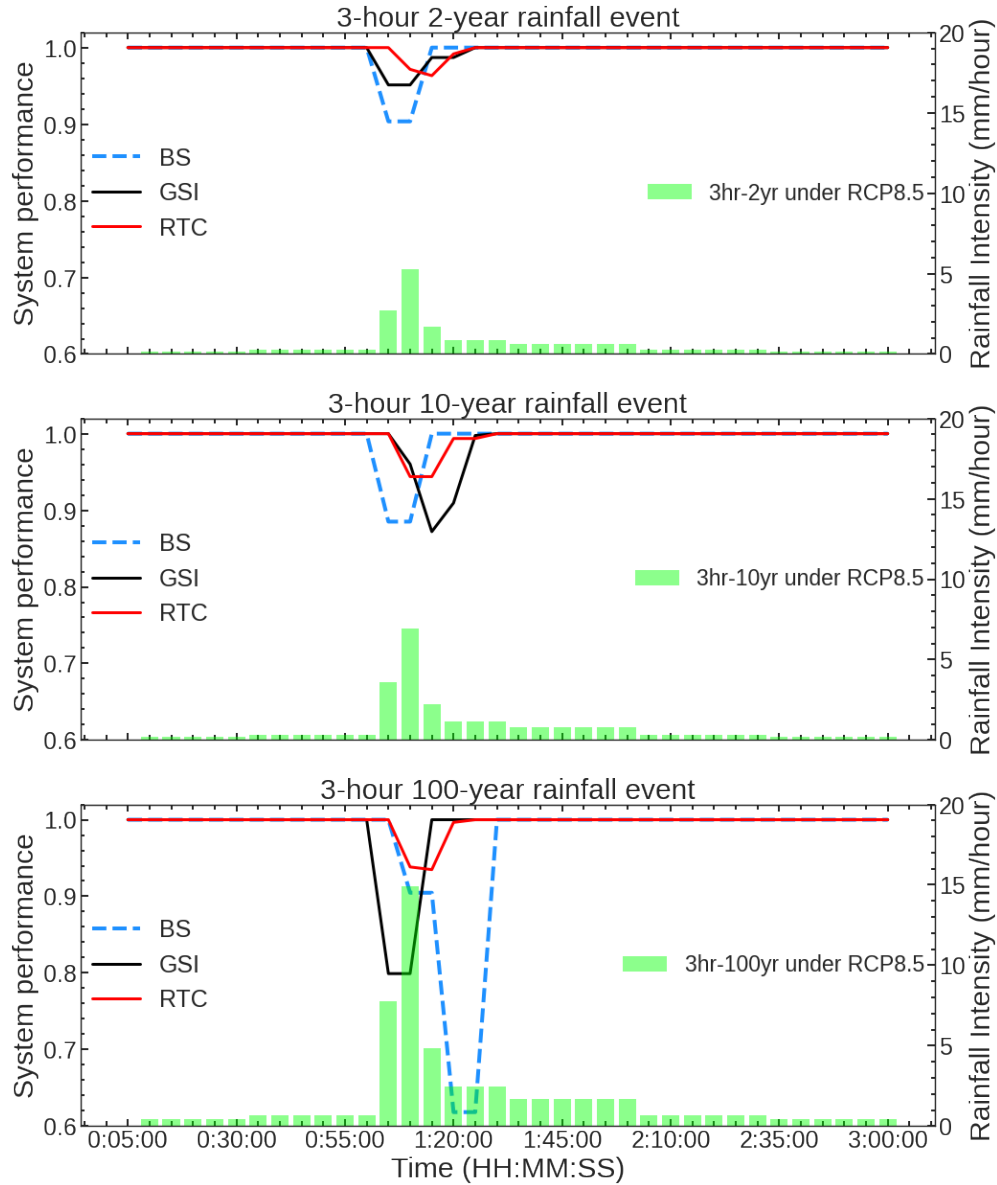 3-hour 2-year rainfall event
System performance
1.0
0.9
0.8
0.7
0.6
BS
GSI
RTC
3hr-2yr under RCP8.5
20
15
10
5
0
Rainfall Intensity (mm/hour)
3-hour 10-year rainfall event
System performance
1.0
0.9
0.8
0.7
0.6
BS
GSI
RTC
3hr-10yr under RCP8.5
20
15
10
5
0
Rainfall Intensity (mm/hour)
3-hour 100-year rainfall event
System performance
1.0
0.9
0.8
0.7
0.6
BS
GSI
RTC
3hr-100yr under RCP8.5
20
15
10
5
0
Rainfall Intensity (mm/hour)
0:05:00 0:30:00 0:55:00 1:20:00 1:45:00 2:10:00 2:35:00 3:00:00
Time (HH:MM:SS)